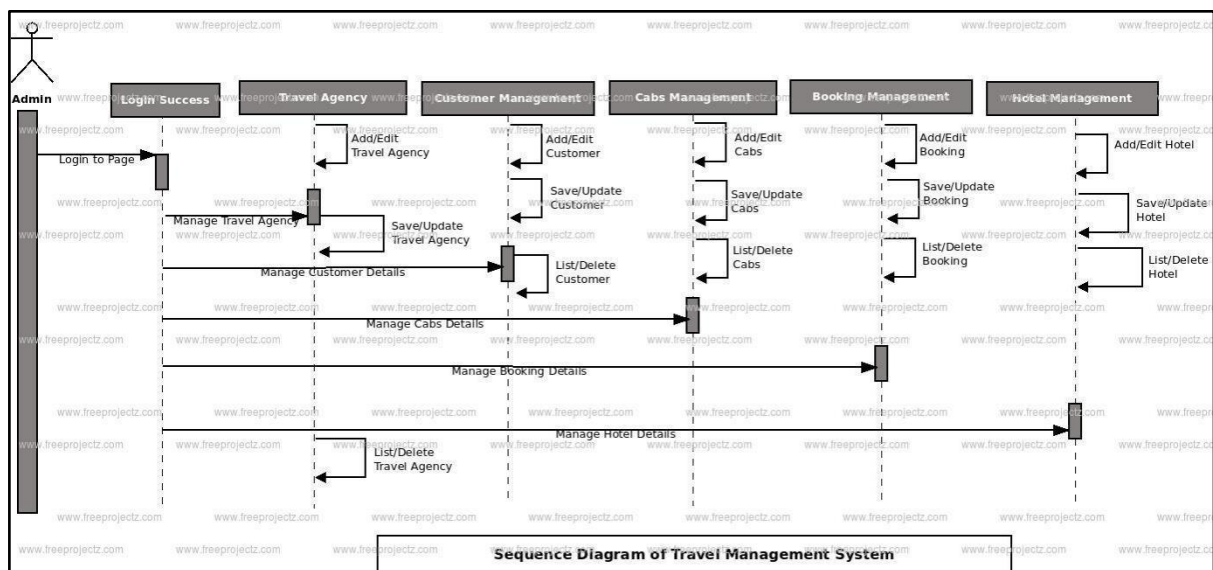 www.freeprojectz.com
Admin
Login Success
Travel Agency
Customer Management
Cabs Management
Booking Management
Hotel Management
Add/Edit
Travel Agency
Add/Edit
Customer
Add/Edit
Cabs
Add/Edit
Booking
Add/Edit Hotel
Login to Page
Save/Update
Customer
Save/Update
Cabs
Save/Update
Booking
Save/Update
Hotel
Manage Travel Agency
Save/Update
Travel Agency
List/Delete
Cabs
List/Delete
Booking
List/Delete
Hotel
Manage Customer Details
List/Delete
Customer
Manage Cabs Details
Manage Booking Details
Manage Hotel Details
List/Delete
Travel Agency
Sequence Diagram of Travel Management System